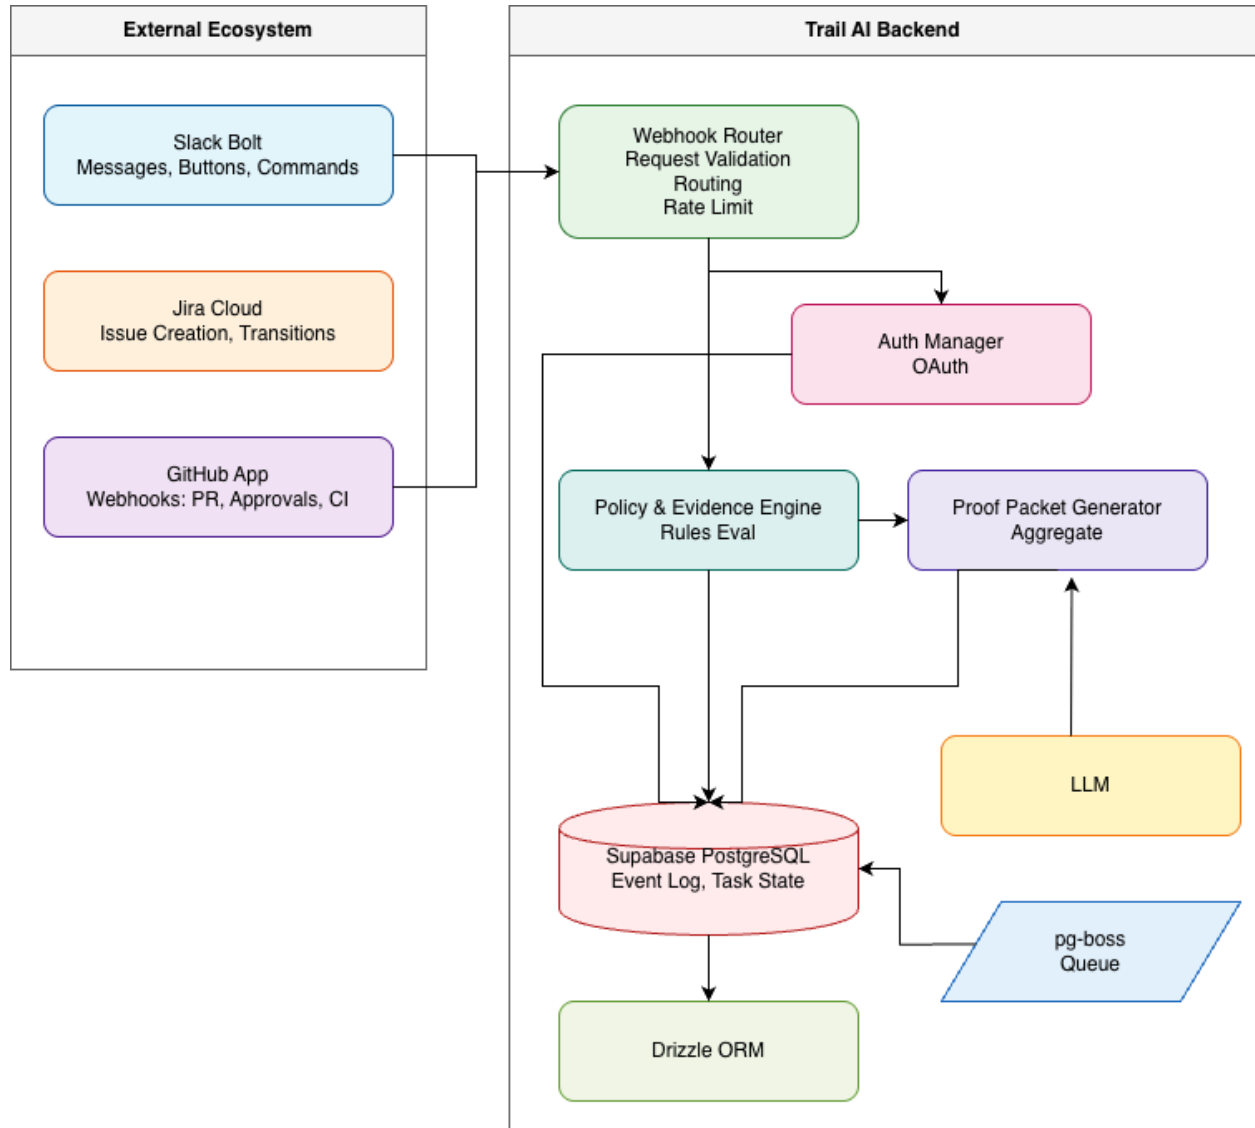 External Ecosystem
Trail AI Backend
Slack Bolt
Messages, Buttons, Commands
Webhook Router
Request Validation
Routing
Rate Limit
Jira Cloud
Issue Creation, Transitions
Auth Manager
OAuth
GitHub App
Webhooks: PR, Approvals, CI
Policy & Evidence Engine
Rules Eval
Proof Packet Generator
Aggregate
LLM
Supabase PostgreSQL
Event Log, Task State
pg-boss
Queue
Drizzle ORM